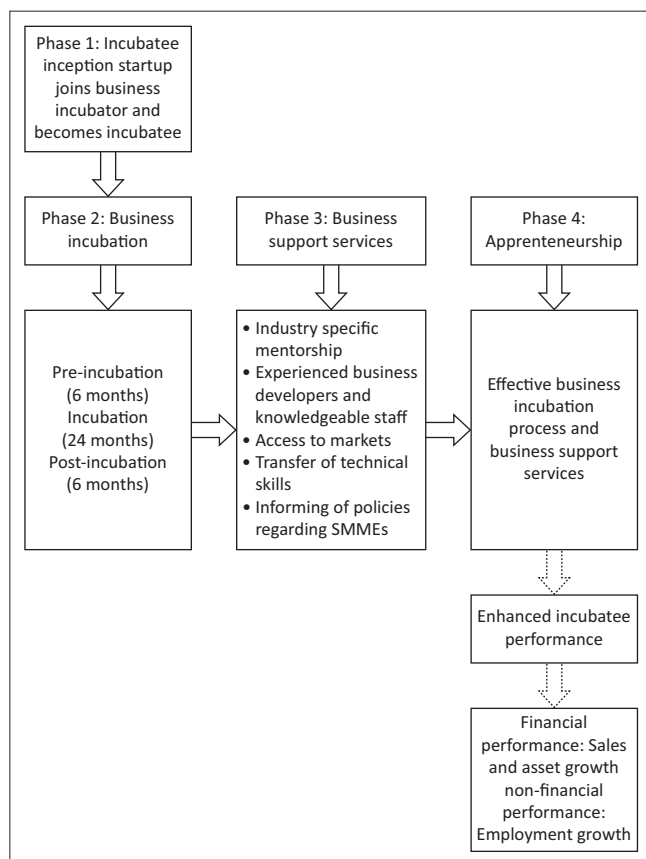 Phase 1: Incubatee
inception startup
joins business
incubator and
becomes incubatee
Phase 2: Business
incubation
Phase 3: Business
support services
Phase 4:
Apprenteneurship
Pre-incubation
(6 months)
Incubation
(24 months)
Post-incubation
(6 months)
• Industry specific
mentorship
• Experienced business
developers and
knowledgeable staff
• Access to markets
• Transfer of technical
skills
• Informing of policies
regarding SMMEs
Effective business
incubation
process and
business support
services
Enhanced incubatee
performance
Financial
performance: Sales
and asset growth
non-financial
performance:
Employment growth